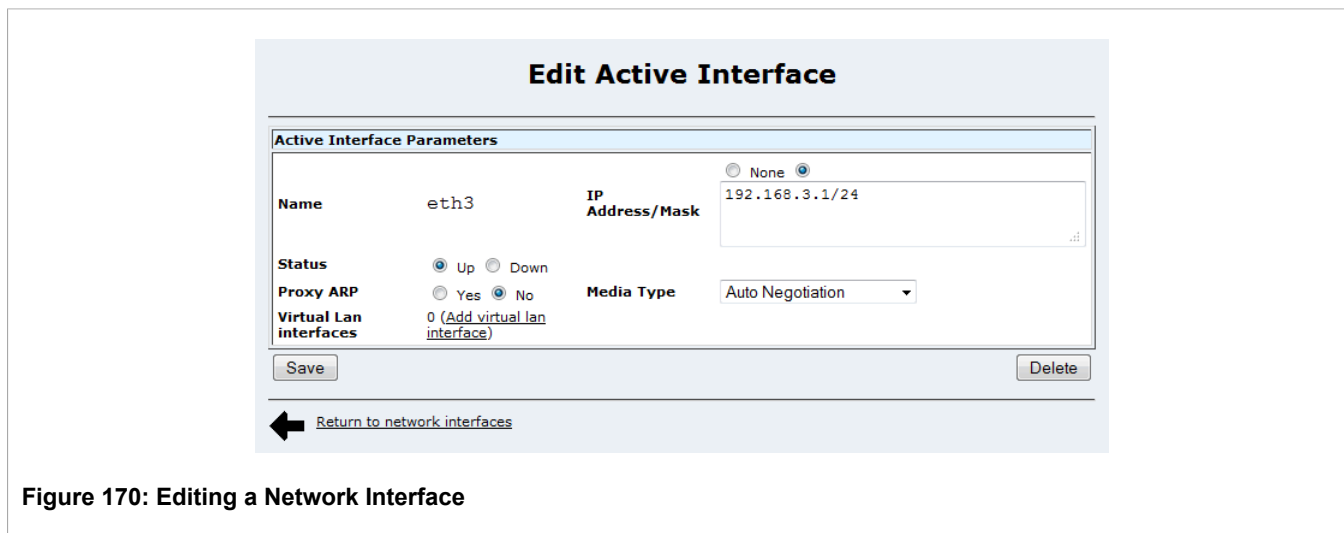 Edit Active Interface
Active Interface Parameters
None
Name
eth3
IP
Address/Mask
192.168.3.1/24
Status
Up Down
Proxy ARP
Yes No
Media Type
Auto Negotiation
Virtual Lan
interfaces
0 (Add virtual lan
interface)
Save
Delete
Return to network interfaces
Figure 170: Editing a Network Interface